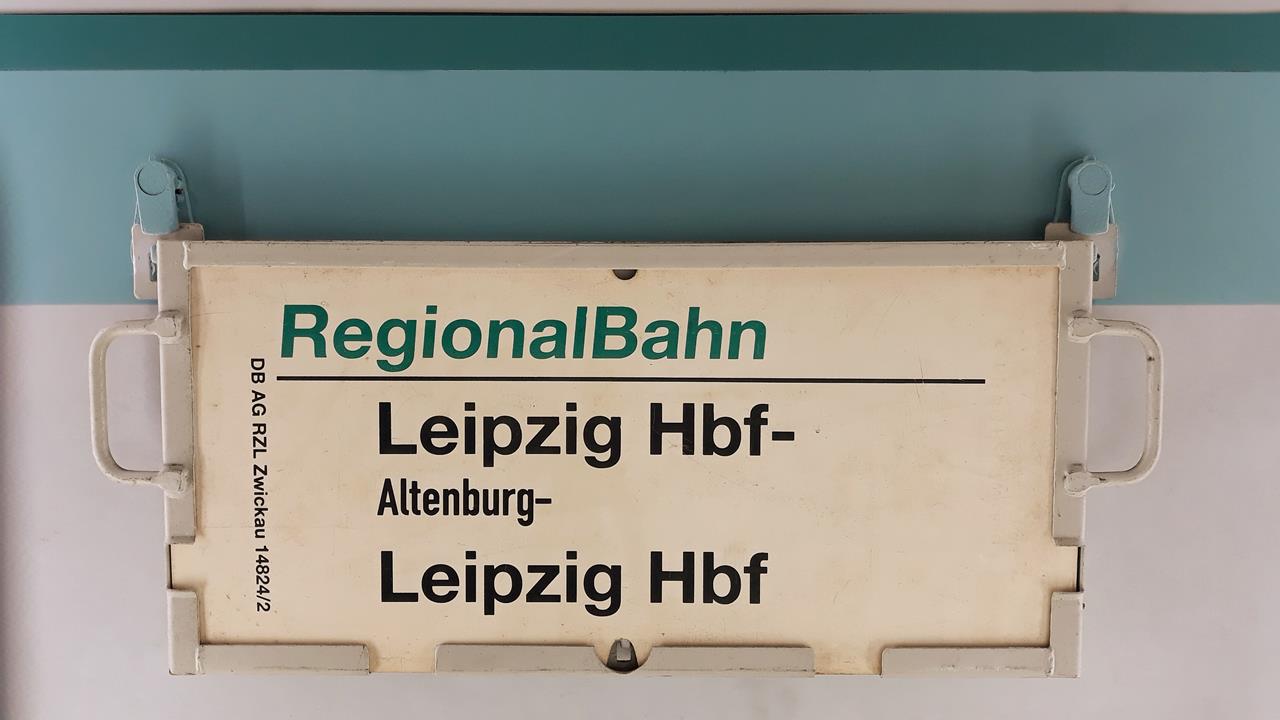 RegionalBahn
Leipzig Hbf-
Altenburg-
Leipzig Hbf
DB AG RZL Zwickau 14824/2